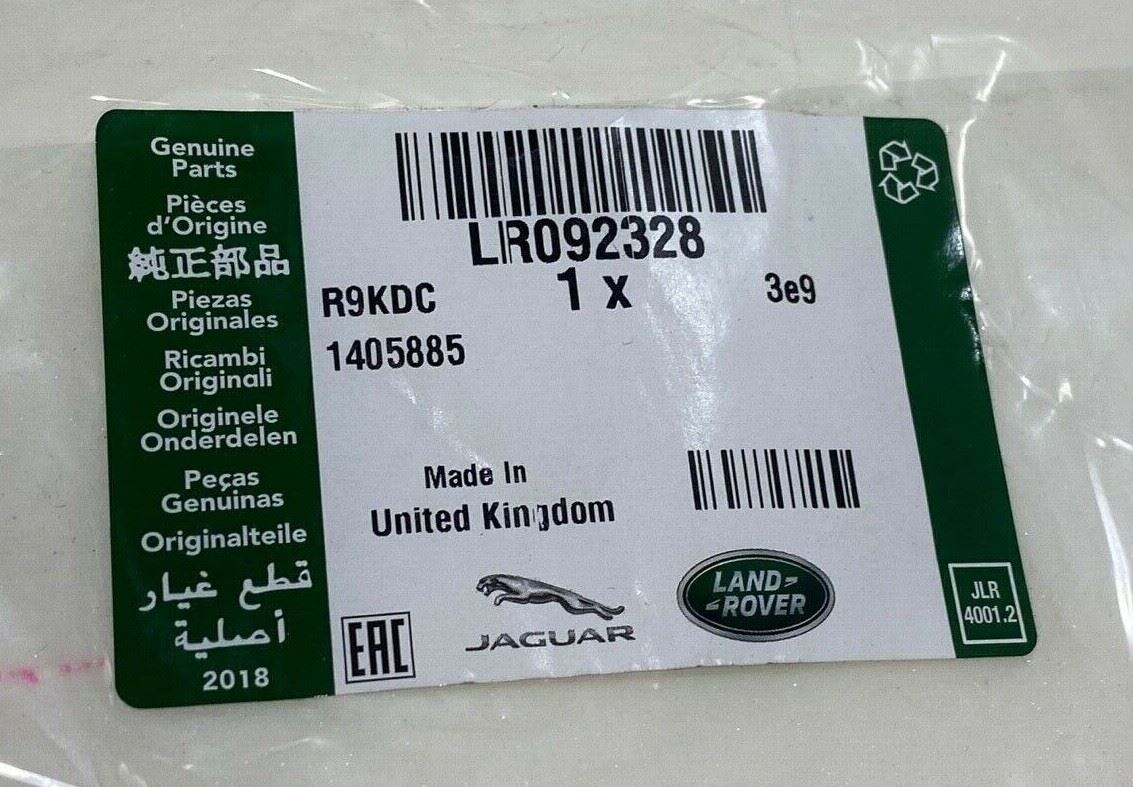 Genuine
Parts
Pièces
d'Origine
純正部品
Piezas
Originales
Ricambi
Originali
Originele
Onderdelen
Peças
Genuinas
Originalteile
قطع غيار
أصلية
2018
LR092328
R9KDC
1 x
3e9
1405885
Made In
United Kingdom
EAC
JAGUAR
LAND-
-ROVER
JLR
4001.2